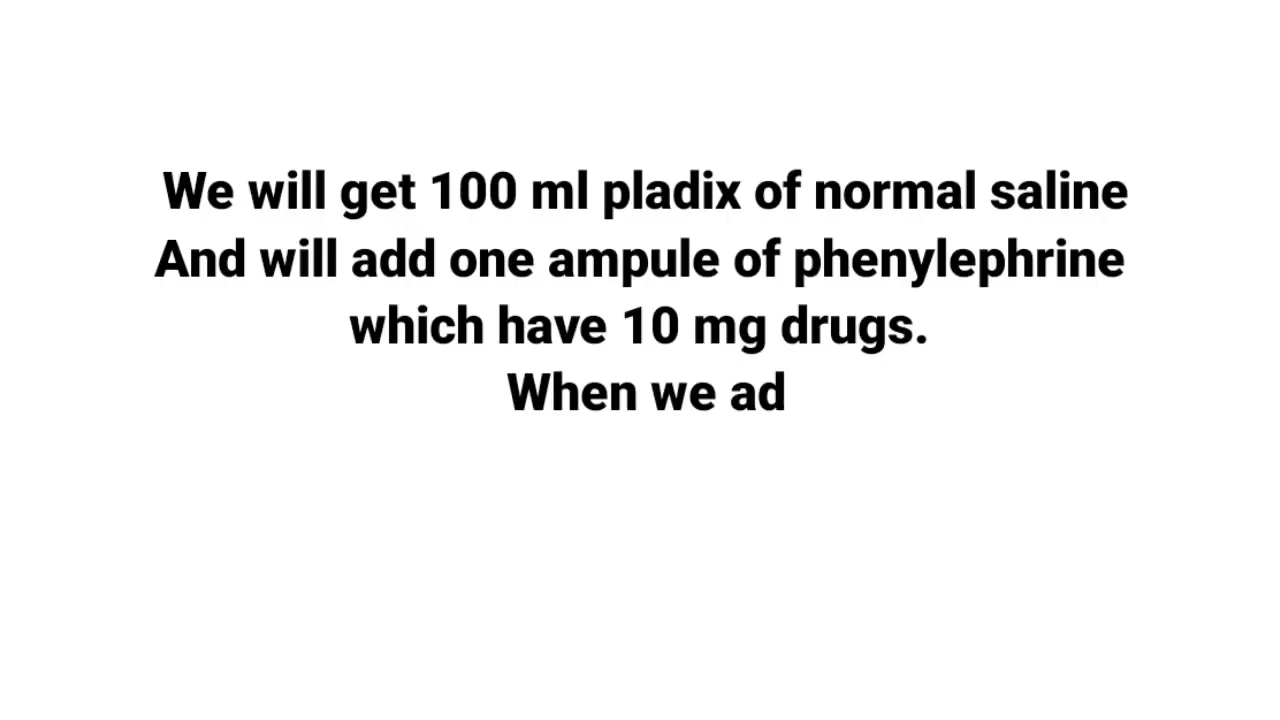 We will get 100 ml pladix of normal saline
And will add one ampule of phenylephrine
which have 10 mg drugs.
When we ad